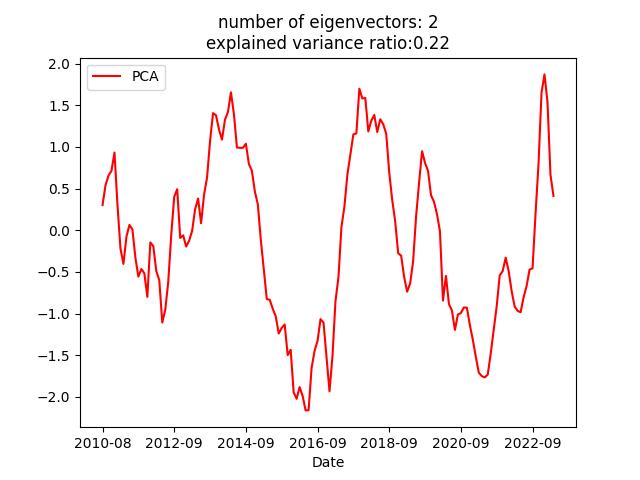 number of eigenvectors: 2
explained variance ratio:0.22
PCA
2.0
1.5
1.0
0.5
0.0
−0.5
−1.0
−1.5
−2.0
2010-08 2012-09 2014-09 2016-09 2018-09 2020-09 2022-09
Date